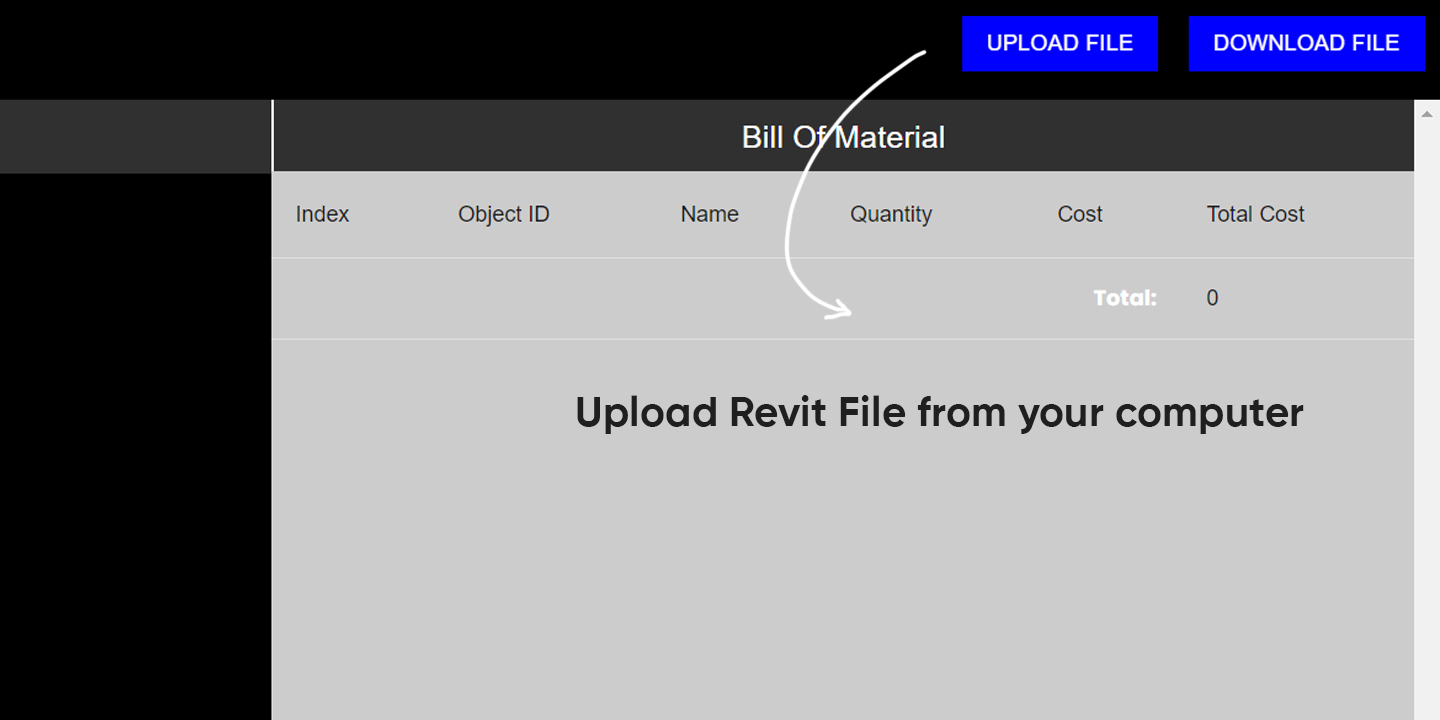 UPLOAD FILE DOWNLOAD FILE
Bill Of Material
Index Object ID Name Quantity Cost Total Cost
Total: 0
Upload Revit File from your computer